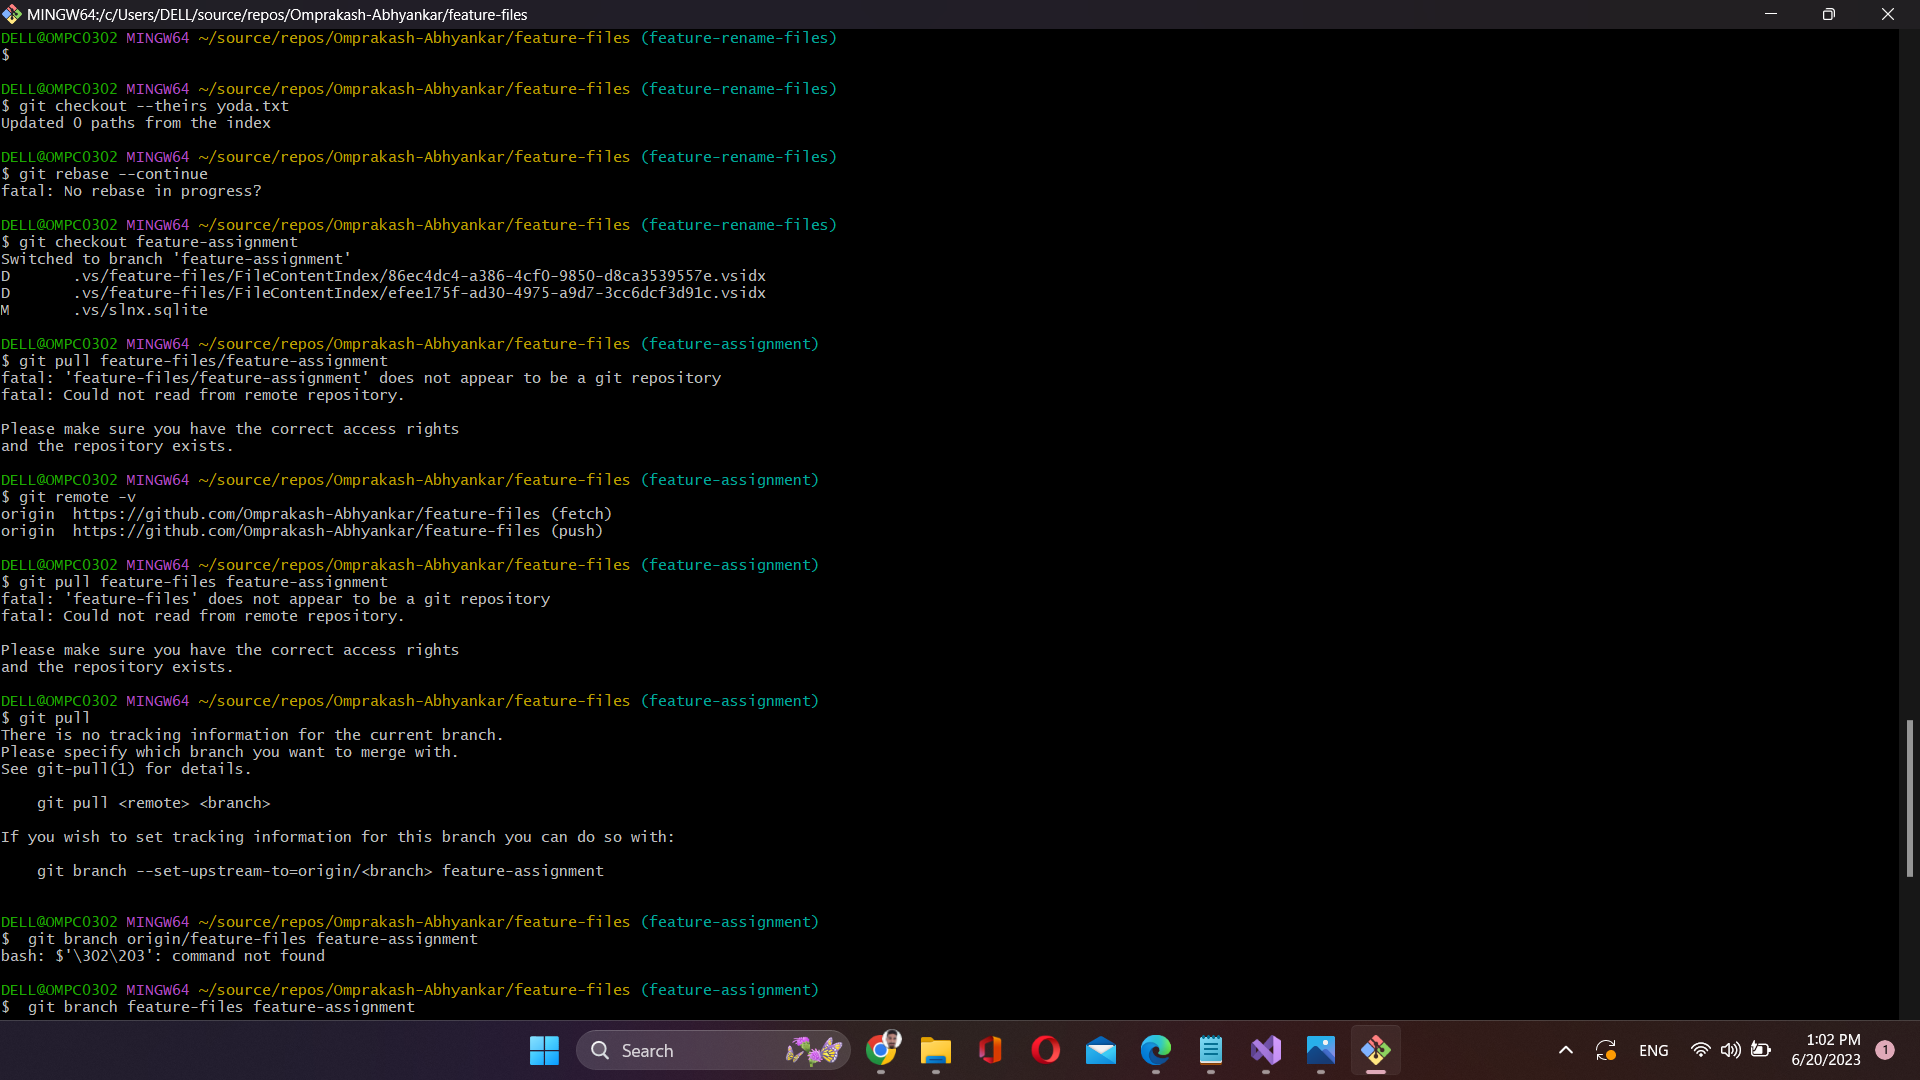 MINGW64:/c/Users/DELL/source/repos/Omprakash-Abhyankar/feature-files
DELL@OMPC0302 MINGW64 ~/source/repos/Omprakash-Abhyankar/feature-files (feature-rename-files)
$
DELL@OMPC0302 MINGW64 ~/source/repos/Omprakash-Abhyankar/feature-files (feature-rename-files)
$ git checkout --theirs yoda.txt
Updated 0 paths from the index
DELL@OMPC0302 MINGW64 ~/source/repos/Omprakash-Abhyankar/feature-files (feature-rename-files)
$ git rebase --continue
fatal: No rebase in progress?
DELL@OMPC0302 MINGW64 ~/source/repos/Omprakash-Abhyankar/feature-files (feature-rename-files)
$ git checkout feature-assignment
Switched to branch 'feature-assignment'
D       .vs/feature-files/FileContentIndex/86ec4dc4-a386-4cf0-9850-d8ca3539557e.vsidx
D       .vs/feature-files/FileContentIndex/efee175f-ad30-4975-a9d7-3cc6dcf3d91c.vsidx
M       .vs/slnx.sqlite
DELL@OMPC0302 MINGW64 ~/source/repos/Omprakash-Abhyankar/feature-files (feature-assignment)
$ git pull feature-files/feature-assignment
fatal: 'feature-files/feature-assignment' does not appear to be a git repository
fatal: Could not read from remote repository.
Please make sure you have the correct access rights
and the repository exists.
DELL@OMPC0302 MINGW64 ~/source/repos/Omprakash-Abhyankar/feature-files (feature-assignment)
$ git remote -v
origin  https://github.com/Omprakash-Abhyankar/feature-files (fetch)
origin  https://github.com/Omprakash-Abhyankar/feature-files (push)
DELL@OMPC0302 MINGW64 ~/source/repos/Omprakash-Abhyankar/feature-files (feature-assignment)
$ git pull feature-files feature-assignment
fatal: 'feature-files' does not appear to be a git repository
fatal: Could not read from remote repository.
Please make sure you have the correct access rights
and the repository exists.
DELL@OMPC0302 MINGW64 ~/source/repos/Omprakash-Abhyankar/feature-files (feature-assignment)
$ git pull
There is no tracking information for the current branch.
Please specify which branch you want to merge with.
See git-pull(1) for details.
    git pull <remote> <branch>
If you wish to set tracking information for this branch you can do so with:
    git branch --set-upstream-to=origin/<branch> feature-assignment
DELL@OMPC0302 MINGW64 ~/source/repos/Omprakash-Abhyankar/feature-files (feature-assignment)
$  git branch origin/feature-files feature-assignment
bash: $'\302\203': command not found
DELL@OMPC0302 MINGW64 ~/source/repos/Omprakash-Abhyankar/feature-files (feature-assignment)
$  git branch feature-files feature-assignment
Search
ENG
1:02 PM
6/20/2023
1